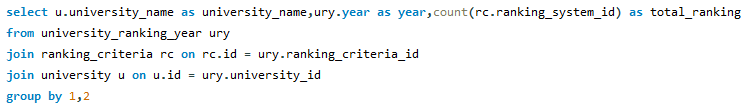 select u.university_name as university_name,ury.year as year,count(rc.ranking_system_id) as total_ranking
from university_ranking_year ury
join ranking_criteria rc on rc.id = ury.ranking_criteria_id
join university u on u.id = ury.university_id
group by 1,2